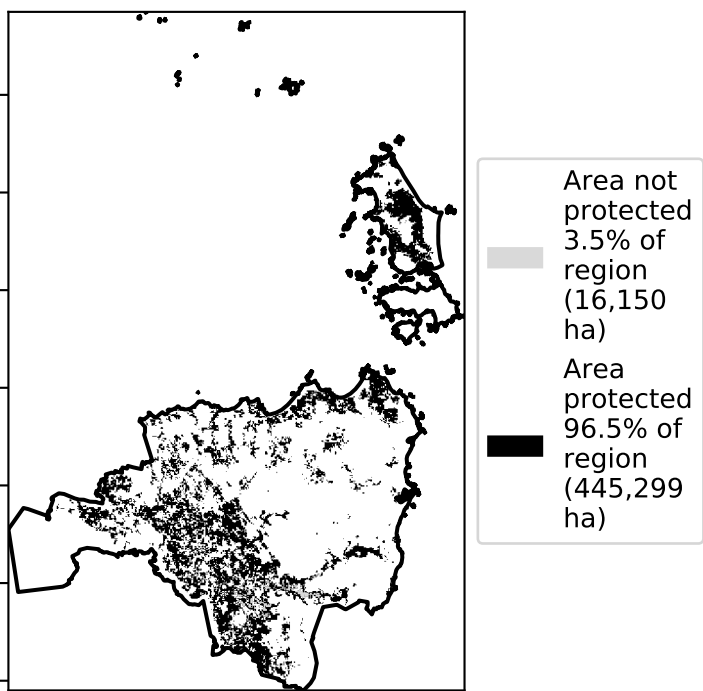 Area not
protected
3.5% of
region
(16,150
ha)
Area
protected
96.5% of
region
(445,299
ha)